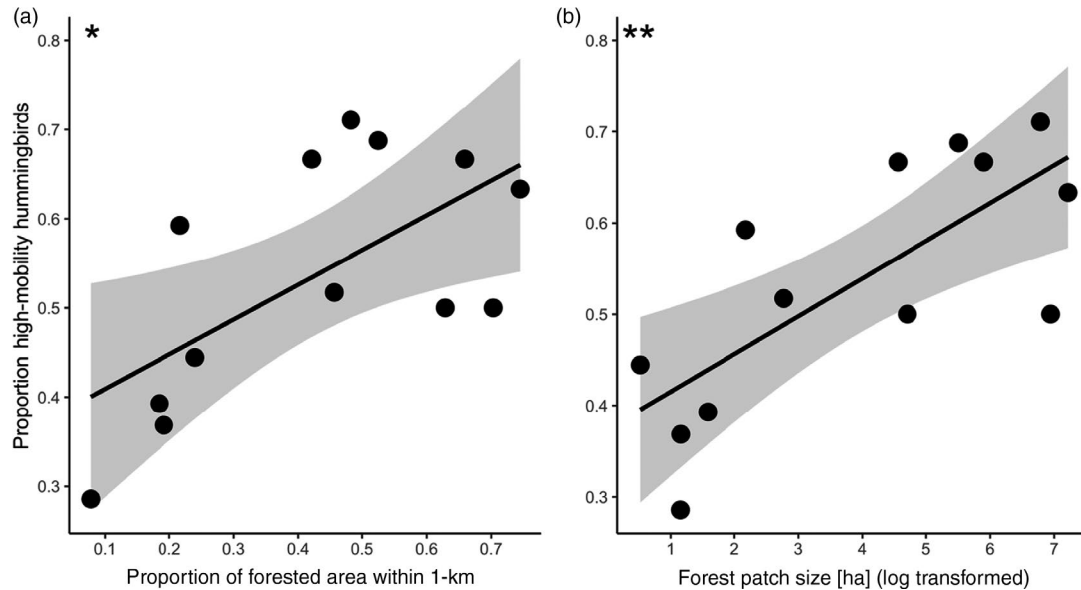 (a)
*
Proportion high-mobility hummingbirds
0.8
0.7
0.6
0.5
0.4
0.3
0.1 0.2 0.3 0.4 0.5 0.6 0.7
Proportion of forested area within 1-km
(b)
**
0.8
0.7
0.6
0.5
0.4
0.3
1 2 3 4 5 6 7
Forest patch size [ha] (log transformed)